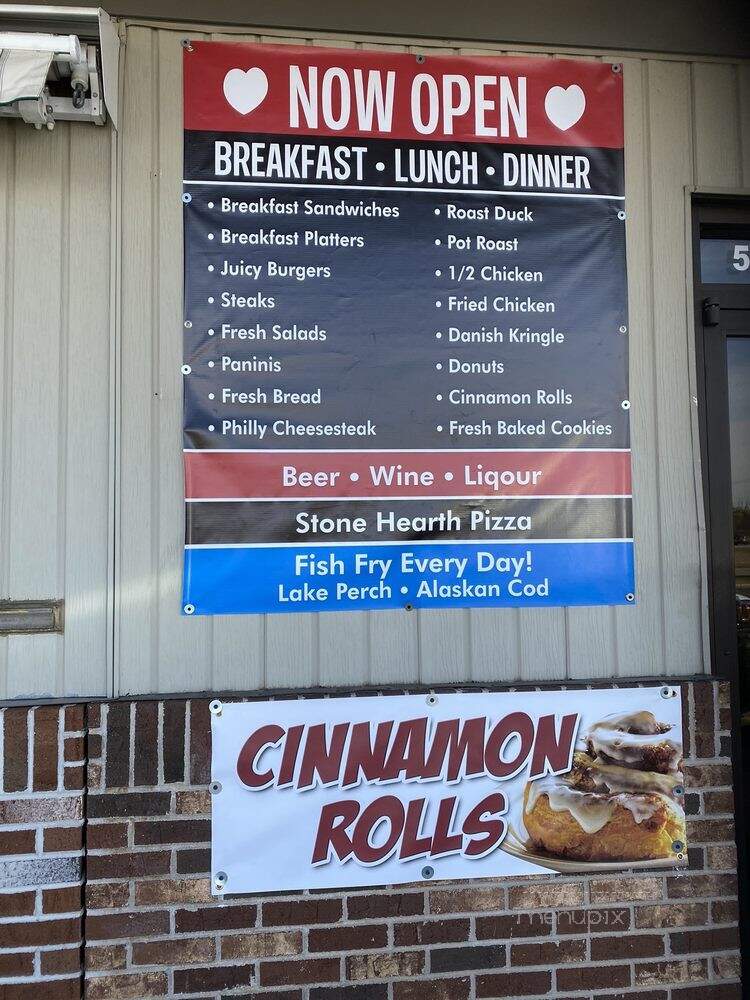 NOW OPEN
BREAKFAST • LUNCH • DINNER
• Breakfast Sandwiches
• Breakfast Platters
• Juicy Burgers
• Steaks
• Fresh Salads
• Paninis
• Fresh Bread
• Philly Cheesesteak
• Roast Duck
• Pot Roast
• 1/2 Chicken
• Fried Chicken
• Danish Kringle
• Donuts
• Cinnamon Rolls
• Fresh Baked Cookies
Beer • Wine • Liqour
Stone Hearth Pizza
Fish Fry Every Day!
Lake Perch • Alaskan Cod
5
CINNAMON
ROLLS
menupix